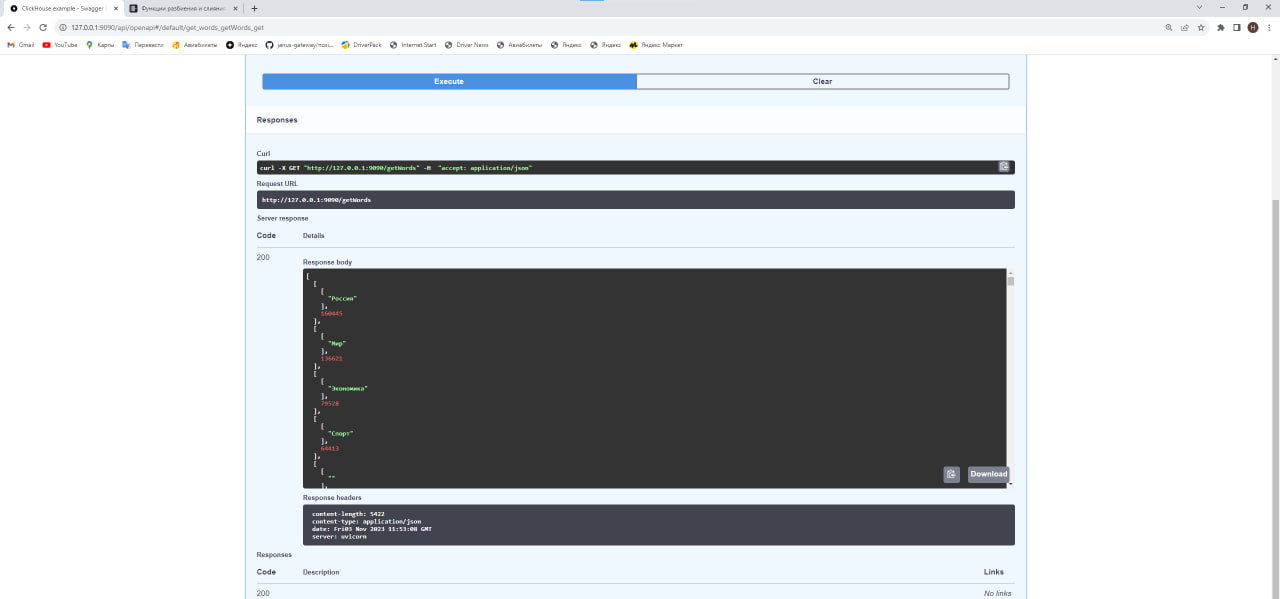 ClickHouse example - Swagger
Функции разбиения и слияния
127.0.0.1:9090/api/openapi#/default/get_words_getWords_get
Gmail YouTube Карты Перевести Авиабилеты Яндекс jerus-gateway/nosi... DriverPack Internet Start Driver News Авиабилеты Яндекс Яндекс Яндекс Маркет
Execute Clear
Responses
Curl
curl -X GET "http://127.0.0.1:9090/getWords" -H "accept: application/json"
Request URL
http://127.0.0.1:9090/getWords
Server response
Code Details
200
Response body
[
[
[
"Россия"
],
160445
],
[
[
"Мир"
],
136621
],
[
[
"Экономика"
],
79528
],
[
[
"Спорт"
],
64413
],
[
[
""
],
Download
Response headers
content-length: 5422
content-type: application/json
date: Fri03 Nov 2023 11:53:08 GMT
server: uvicorn
Responses
Code Description Links
200 No links